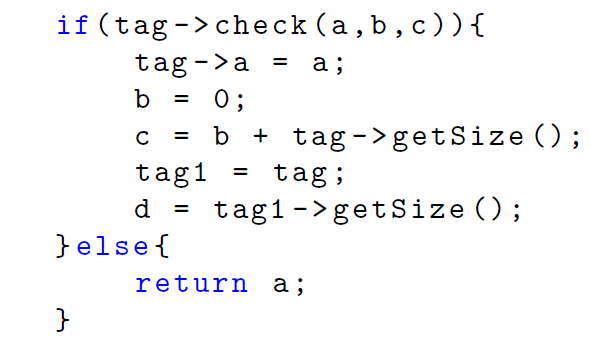 if(tag->check(a,b,c)){
    tag->a = a;
    b = 0;
    c = b + tag->getSize();
    tag1 = tag;
    d = tag1->getSize();
}else{
    return a;
}